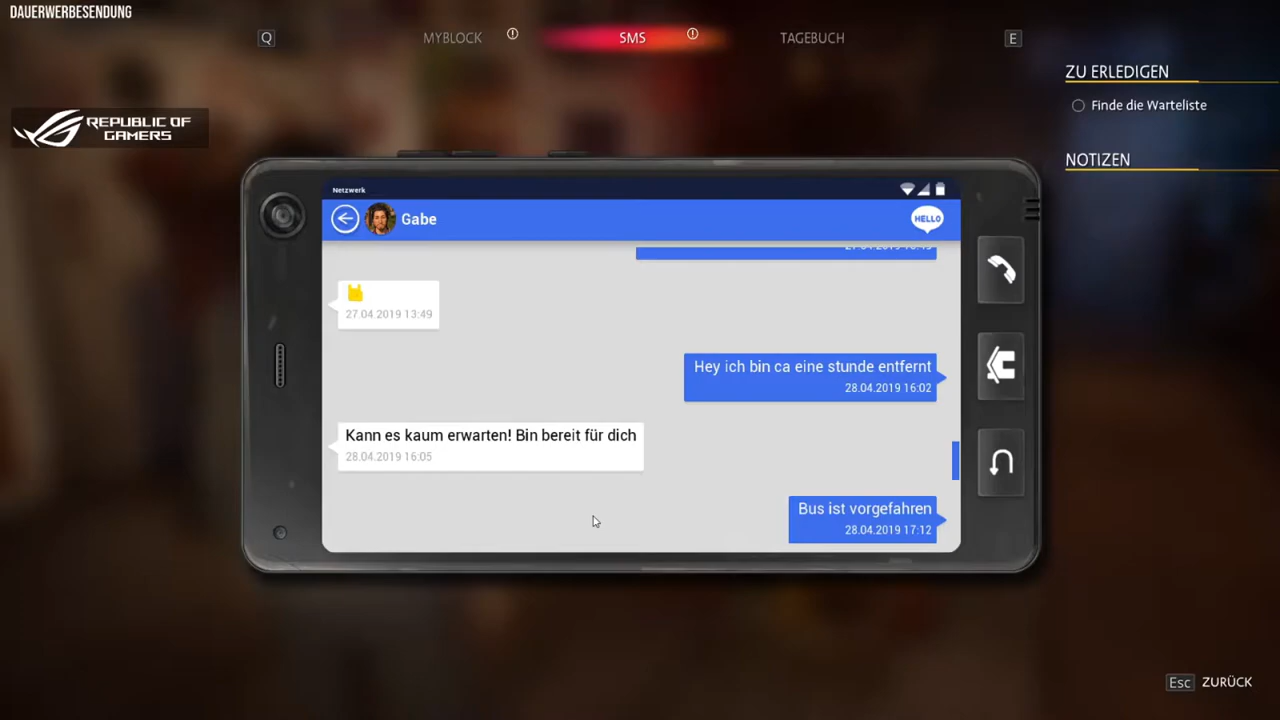 DAUERWERBESENDUNG
Q
MYBLOCK
SMS
TAGEBUCH
E
ZU ERLEDIGEN
Finde die Warteliste
NOTIZEN
REPUBLIC OF
GAMERS
Netzwerk
Gabe
HELLO
27.04.2019 13:49
Hey ich bin ca eine stunde entfernt
28.04.2019 16:02
Kann es kaum erwarten! Bin bereit für dich
28.04.2019 16:05
Bus ist vorgefahren
28.04.2019 17:12
Esc ZURÜCK